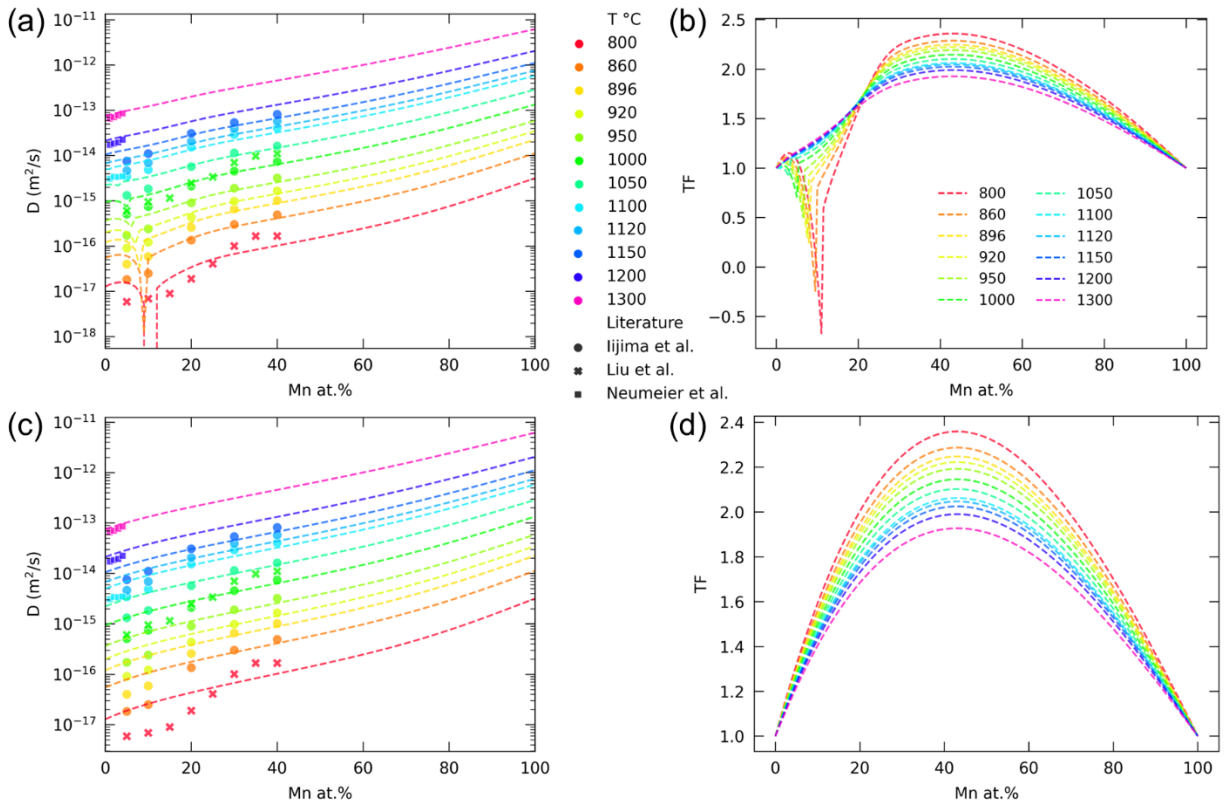 (a)
10⁻¹¹
10⁻¹²
10⁻¹³
10⁻¹⁴
10⁻¹⁵
10⁻¹⁶
10⁻¹⁷
10⁻¹⁸
D (m²/s)
0 20 40 60 80 100
Mn at.%
T °C
800
860
896
920
950
1000
1050
1100
1120
1150
1200
1300
Literature
Iijima et al.
Liu et al.
Neumeier et al.
(b)
2.5
2.0
1.5
1.0
0.5
0.0
−0.5
TF
800 1050
860 1100
896 1120
920 1150
950 1200
1000 1300
0 20 40 60 80 100
Mn at.%
(c)
10⁻¹¹
10⁻¹²
10⁻¹³
10⁻¹⁴
10⁻¹⁵
10⁻¹⁶
10⁻¹⁷
D (m²/s)
0 20 40 60 80 100
Mn at.%
(d)
2.4
2.2
2.0
1.8
1.6
1.4
1.2
1.0
TF
0 20 40 60 80 100
Mn at.%